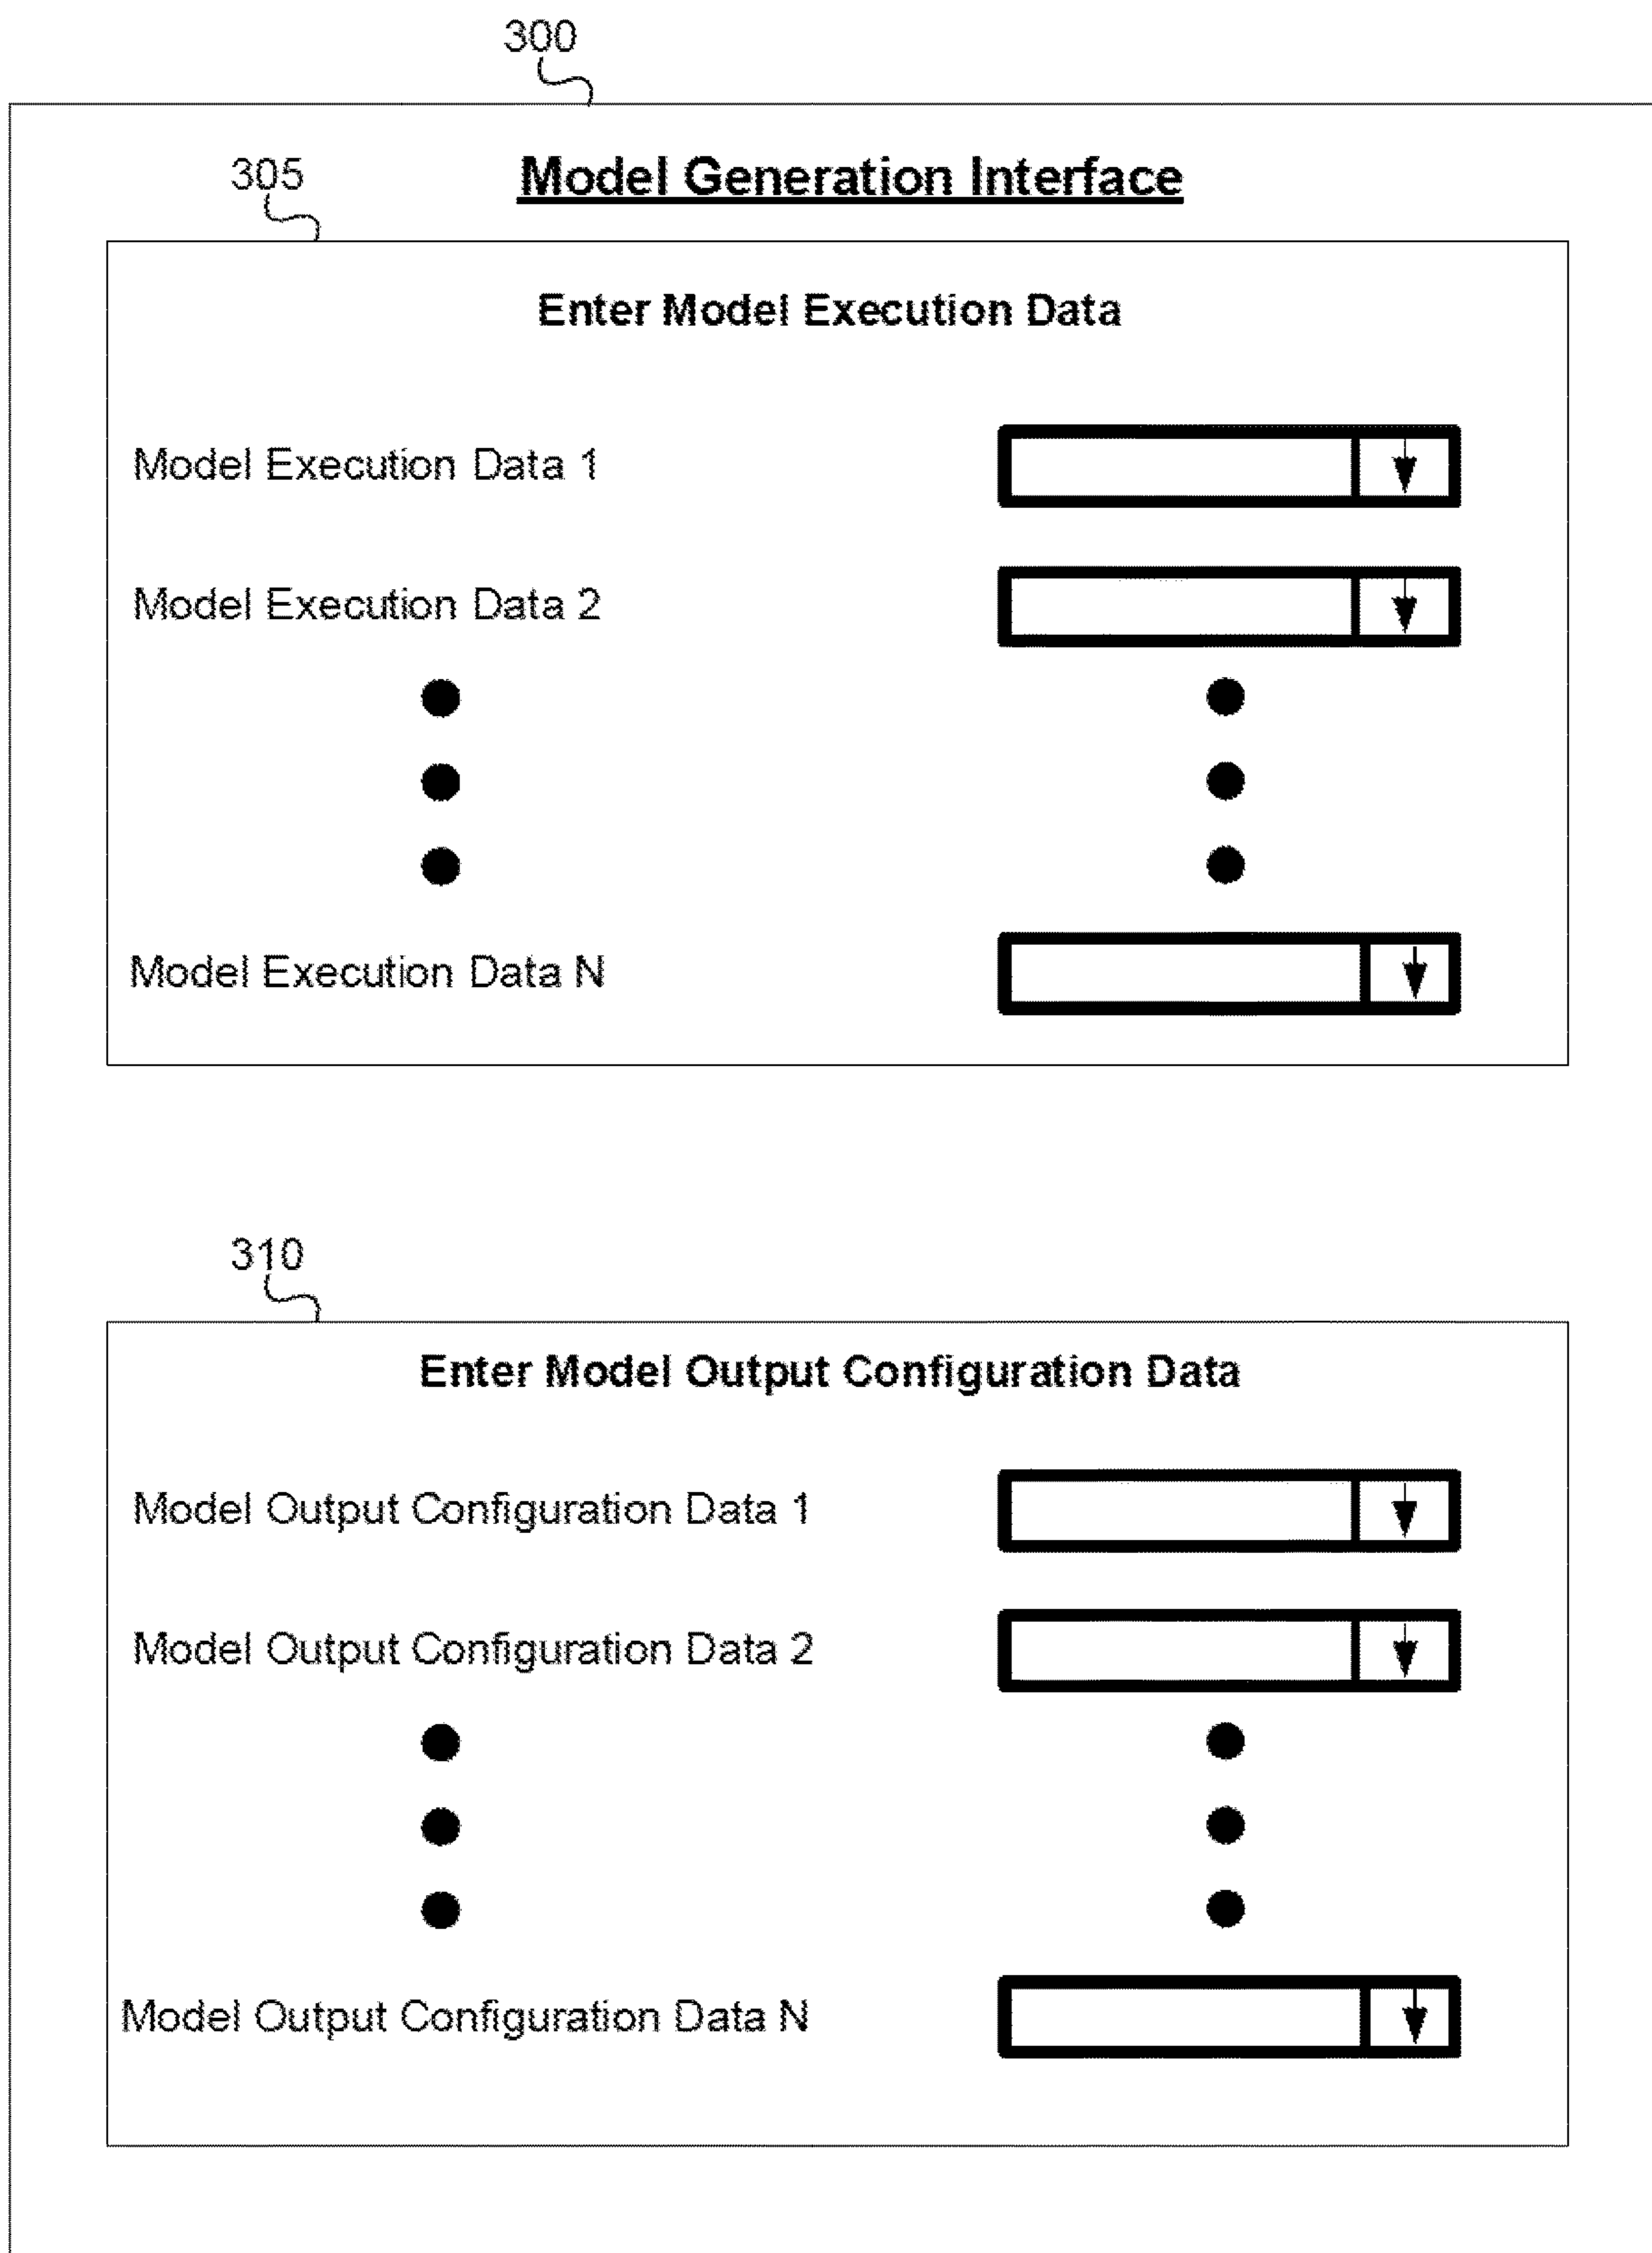 300
305
Model Generation Interface
Enter Model Execution Data
Model Execution Data 1
Model Execution Data 2
Model Execution Data N
310
Enter Model Output Configuration Data
Model Output Configuration Data 1
Model Output Configuration Data 2
Model Output Configuration Data N